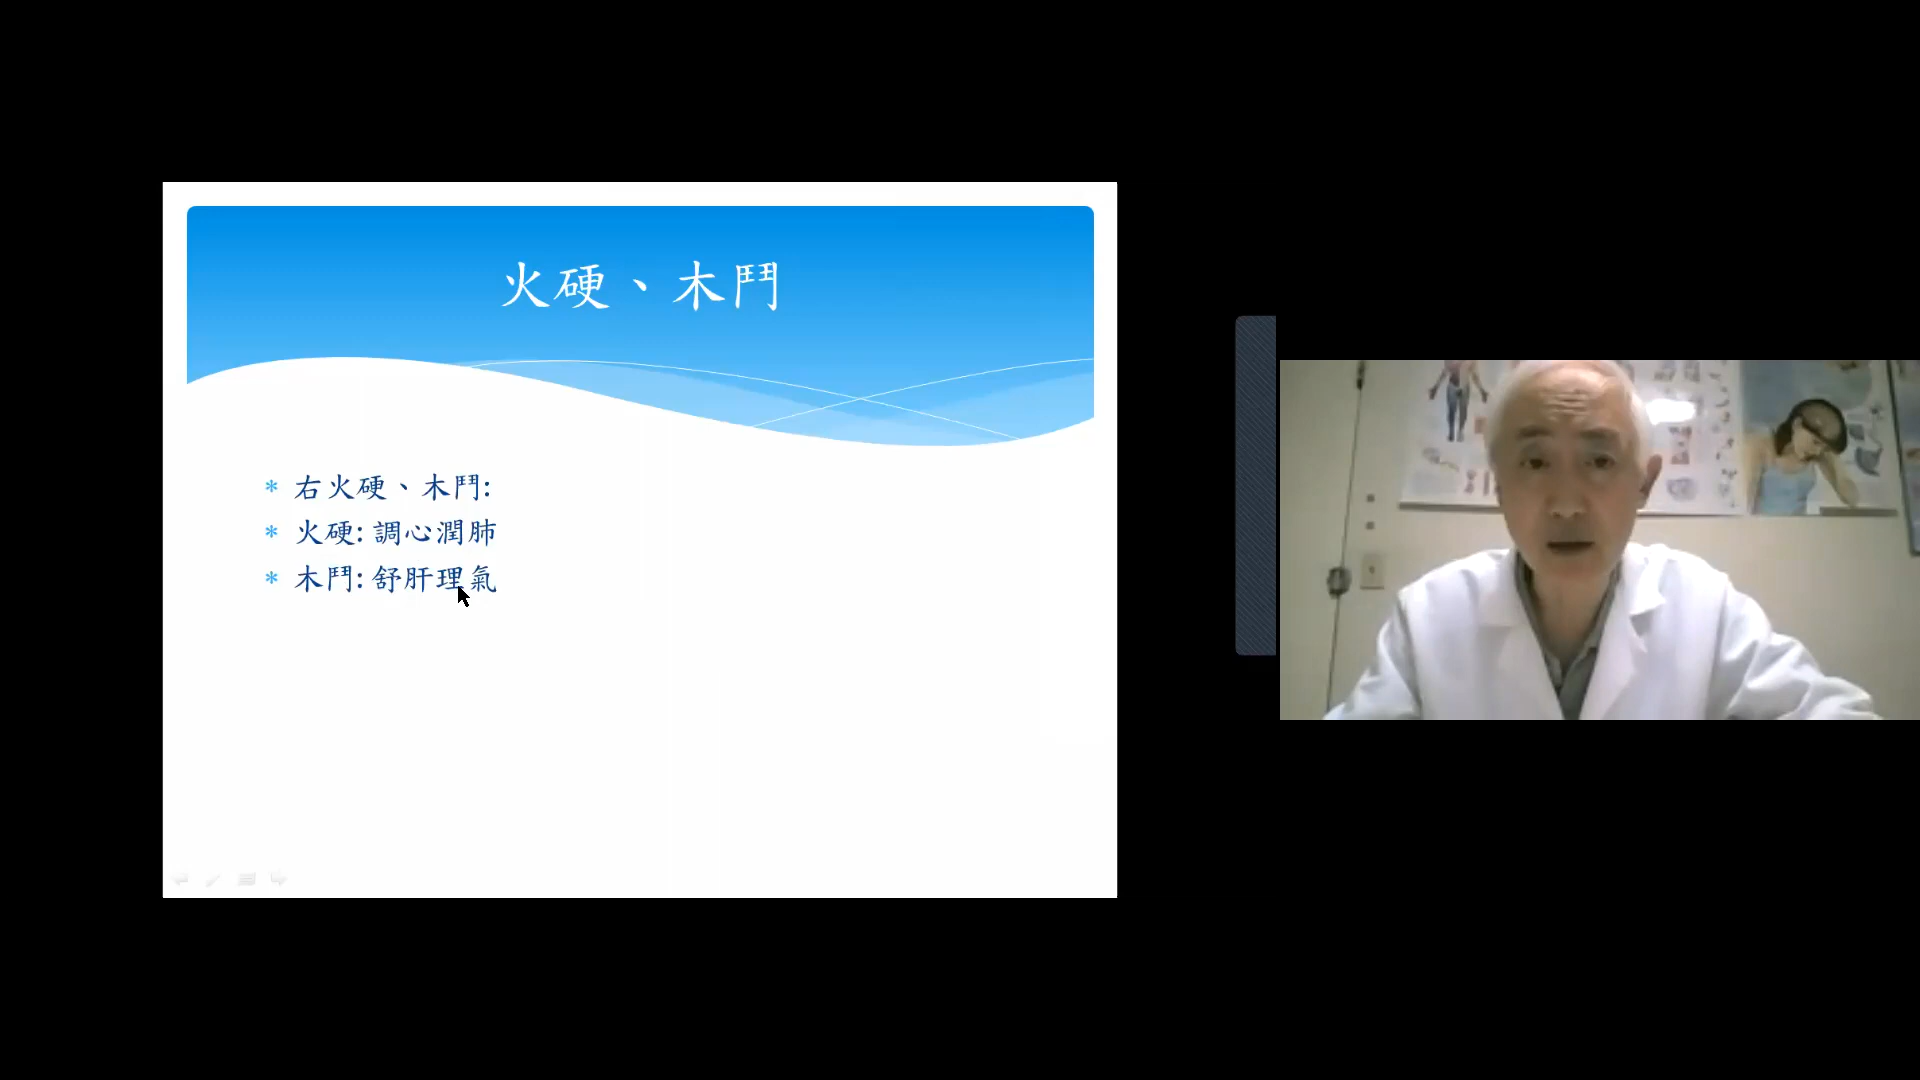 火硬、木鬥
* 右火硬、木鬥:
* 火硬: 調心潤肺
* 木鬥: 舒肝理氣